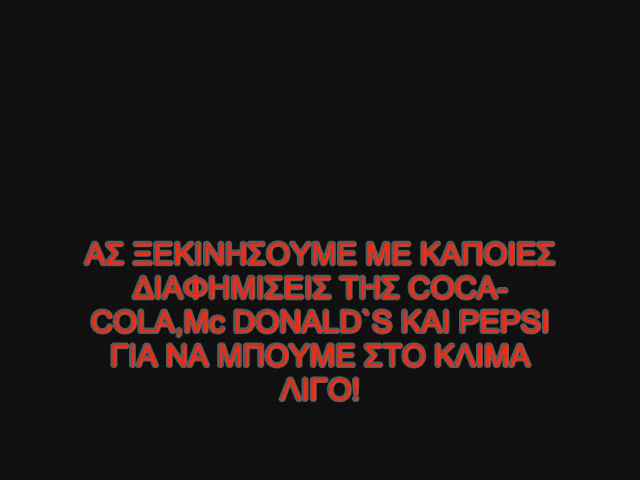 ΑΣ ΞΕΚΙΝΗΣΟΥΜΕ ΜΕ ΚΑΠΟΙΕΣ
ΔΙΑΦΗΜΙΣΕΙΣ ΤΗΣ COCA-
COLA,Mc DONALD`S ΚΑΙ PEPSI
ΓΙΑ ΝΑ ΜΠΟΥΜΕ ΣΤΟ ΚΛΙΜΑ
ΛΙΓΟ!